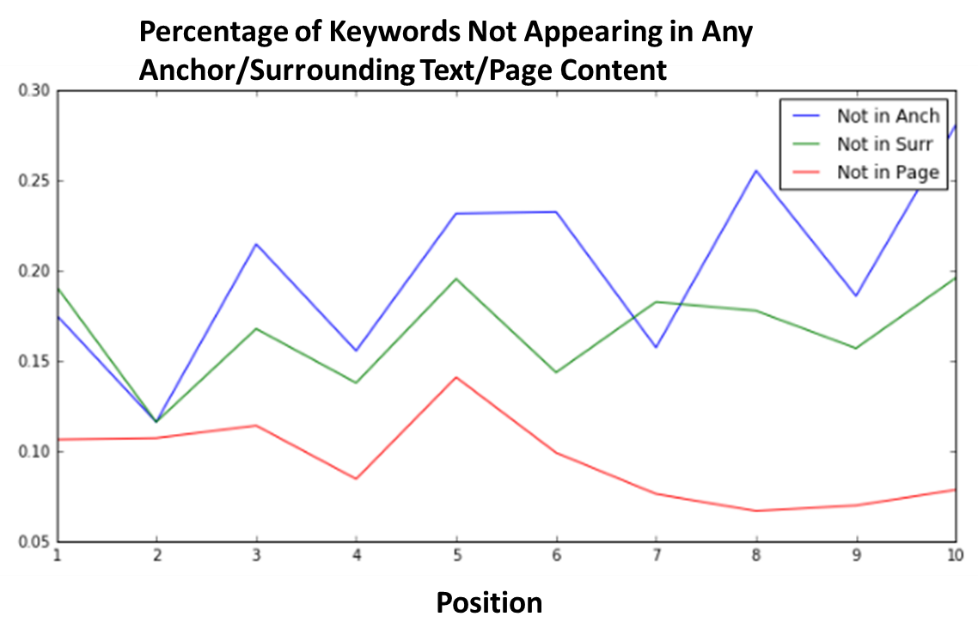 Percentage of Keywords Not Appearing in Any
Anchor/Surrounding Text/Page Content
0.30
Not in Anch
Not in Surr
Not in Page
0.25
0.20
0.15
0.10
0.05
1 2 3 4 5 6 7 8 9 10
Position